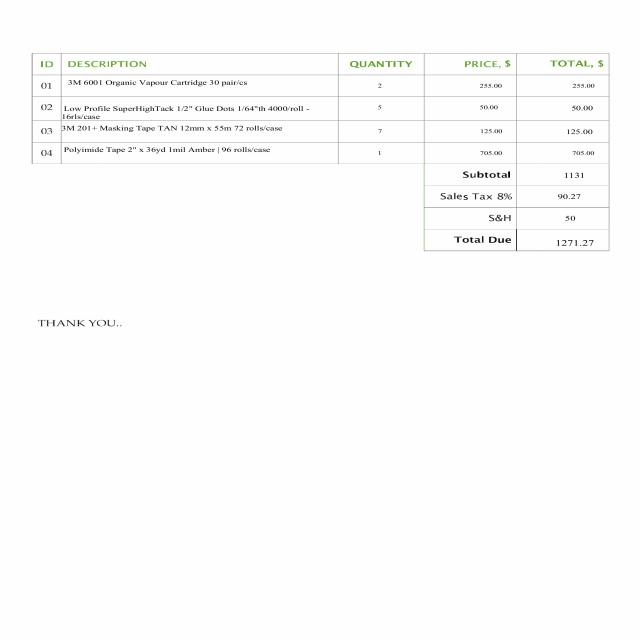 ID DESCRIPTION QUANTITY PRICE, $ TOTAL, $
01 3M 6001 Organic Vapour Cartridge 30 pair/cs 2 255.00 255.00
02 Low Profile SuperHighTack 1/2" Glue Dots 1/64"th 4000/roll - 5 50.00 50.00
16rls/case
03 3M 201+ Masking Tape TAN 12mm x 55m 72 rolls/case 7 125.00 125.00
04 Polyimide Tape 2" x 36yd 1mil Amber | 96 rolls/case 1 705.00 705.00
Subtotal 1131
Sales Tax 8% 90.27
S&H 50
Total Due 1271.27
THANK YOU..